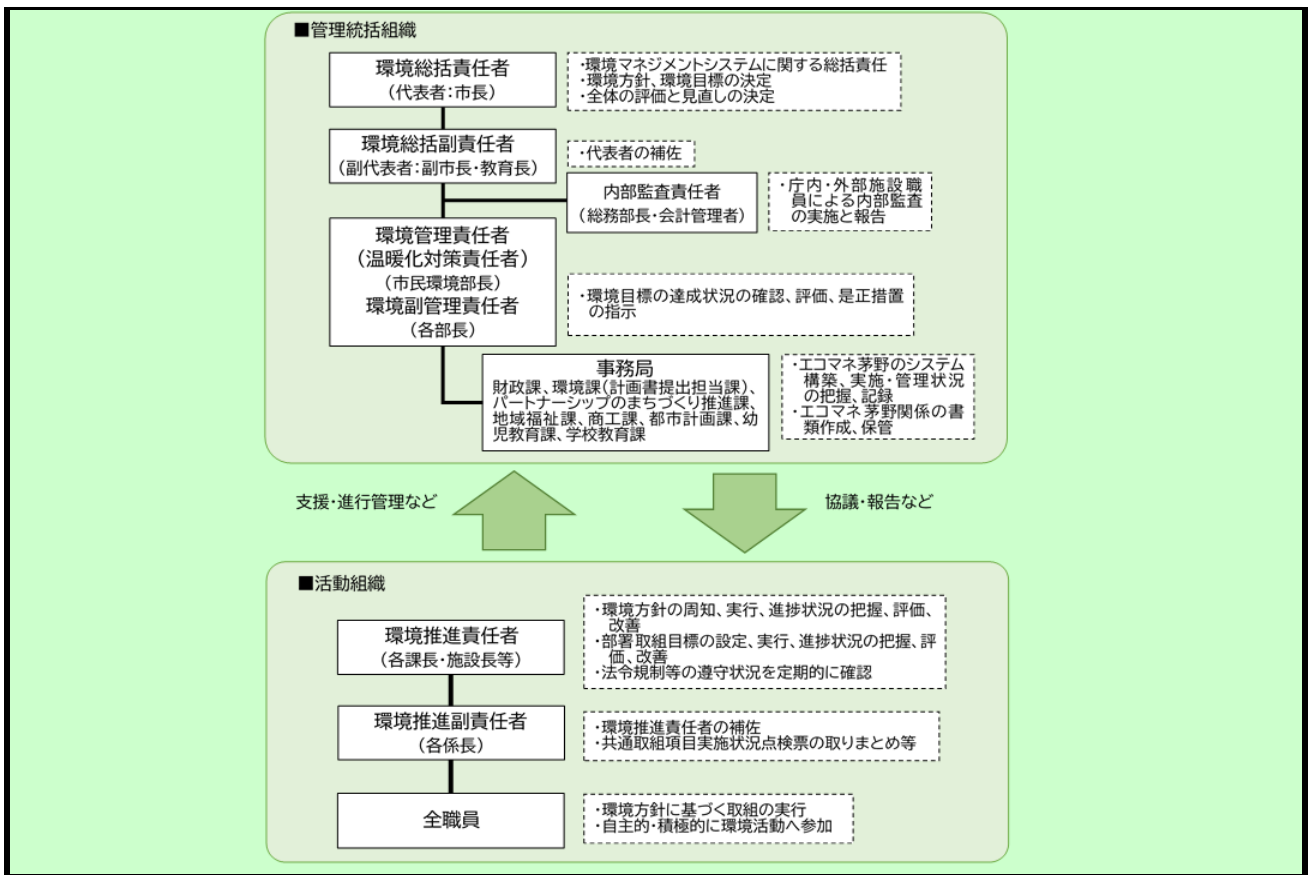 ■管理統括組織
環境総括責任者
（代表者：市長）
・環境マネジメントシステムに関する総括責任
・環境方針、環境目標の決定
・全体の評価と見直しの決定
環境総括副責任者
（副代表者：副市長・教育長）
・代表者の補佐
内部監査責任者
（総務部長・会計管理者）
・庁内・外部施設職
員による内部監査
の実施と報告
環境管理責任者
（温暖化対策責任者）
（市民環境部長）
環境副管理責任者
（各部長）
・環境目標の達成状況の確認、評価、是正措置
の指示
事務局
財政課、環境課（計画書提出担当課）、
パートナーシップのまちづくり推進課、
地域福祉課、商工課、都市計画課、幼
児教育課、学校教育課
・エコマネ茅野のシステム
構築、実施・管理状況
の把握、記録
・エコマネ茅野関係の書
類作成、保管
支援・進行管理など
協議・報告など
■活動組織
環境推進責任者
（各課長・施設長等）
・環境方針の周知、実行、進捗状況の把握、評価、
改善
・部署取組目標の設定、実行、進捗状況の把握、評
価、改善
・法令規制等の遵守状況を定期的に確認
環境推進副責任者
（各係長）
・環境推進責任者の補佐
・共通取組項目実施状況点検票の取りまとめ等
全職員
・環境方針に基づく取組の実行
・自主的・積極的に環境活動へ参加